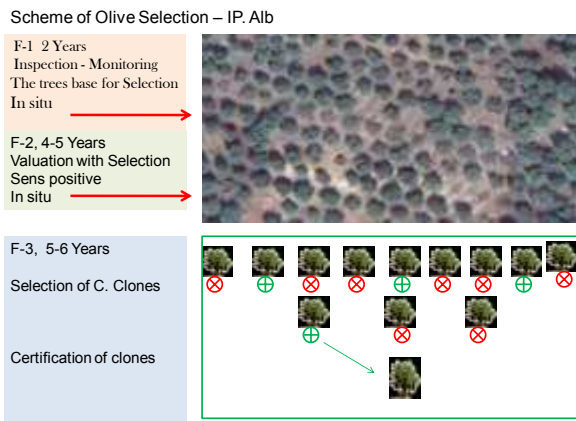 Scheme of Olive Selection – IP. Alb
F-1 2 Years
Inspection - Monitoring
The trees base for Selection
In situ
F-2, 4-5 Years
Valuation with Selection
Sens positive
In situ
F-3, 5-6 Years
Selection of C. Clones
Certification of clones